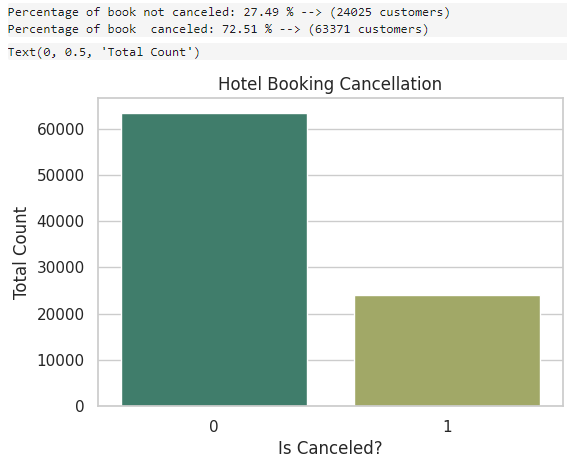 Percentage of book not canceled: 27.49 % --> (24025 customers)
Percentage of book  canceled: 72.51 % --> (63371 customers)
Text(0, 0.5, 'Total Count')
Hotel Booking Cancellation
60000
50000
40000
30000
20000
10000
0
Total Count
0 1
Is Canceled?